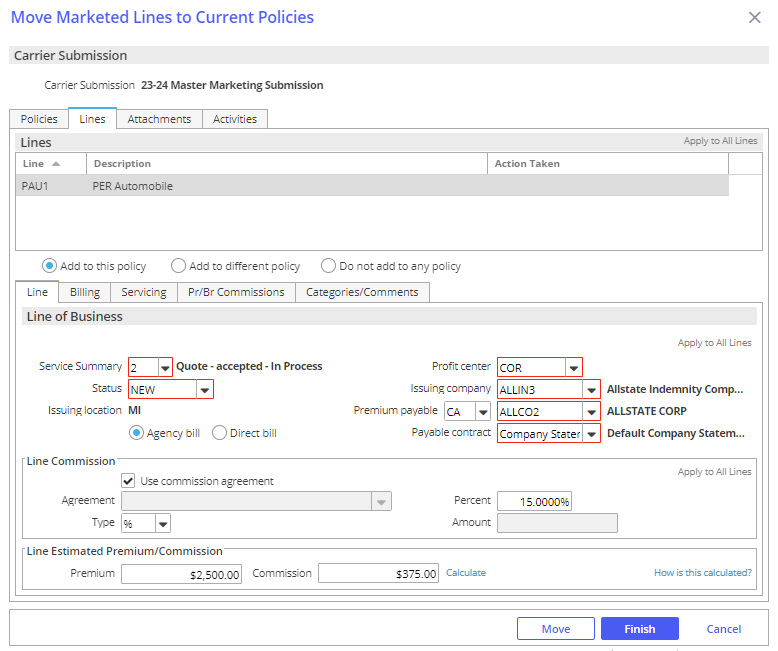 Move Marketed Lines to Current Policies
Carrier Submission
Carrier Submission 23-24 Master Marketing Submission
Policies Lines Attachments Activities
Lines Apply to All Lines
Line Description Action Taken
PAU1 PER Automobile
Add to this policy Add to different policy Do not add to any policy
Line Billing Servicing Pr/Br Commissions Categories/Comments
Line of Business
Apply to All Lines
Service Summary 2 Quote - accepted - In Process Profit center COR
Status NEW Issuing company ALLIN3 Allstate Indemnity Comp...
Issuing location MI Premium payable CA ALLCO2 ALLSTATE CORP
Agency bill Direct bill Payable contract Company Stater Default Company Statem...
Line Commission
Apply to All Lines
Use commission agreement
Agreement Percent 15.0000%
Type % Amount
Line Estimated Premium/Commission
Premium $2,500.00 Commission $375.00 Calculate How is this calculated?
Move Finish Cancel